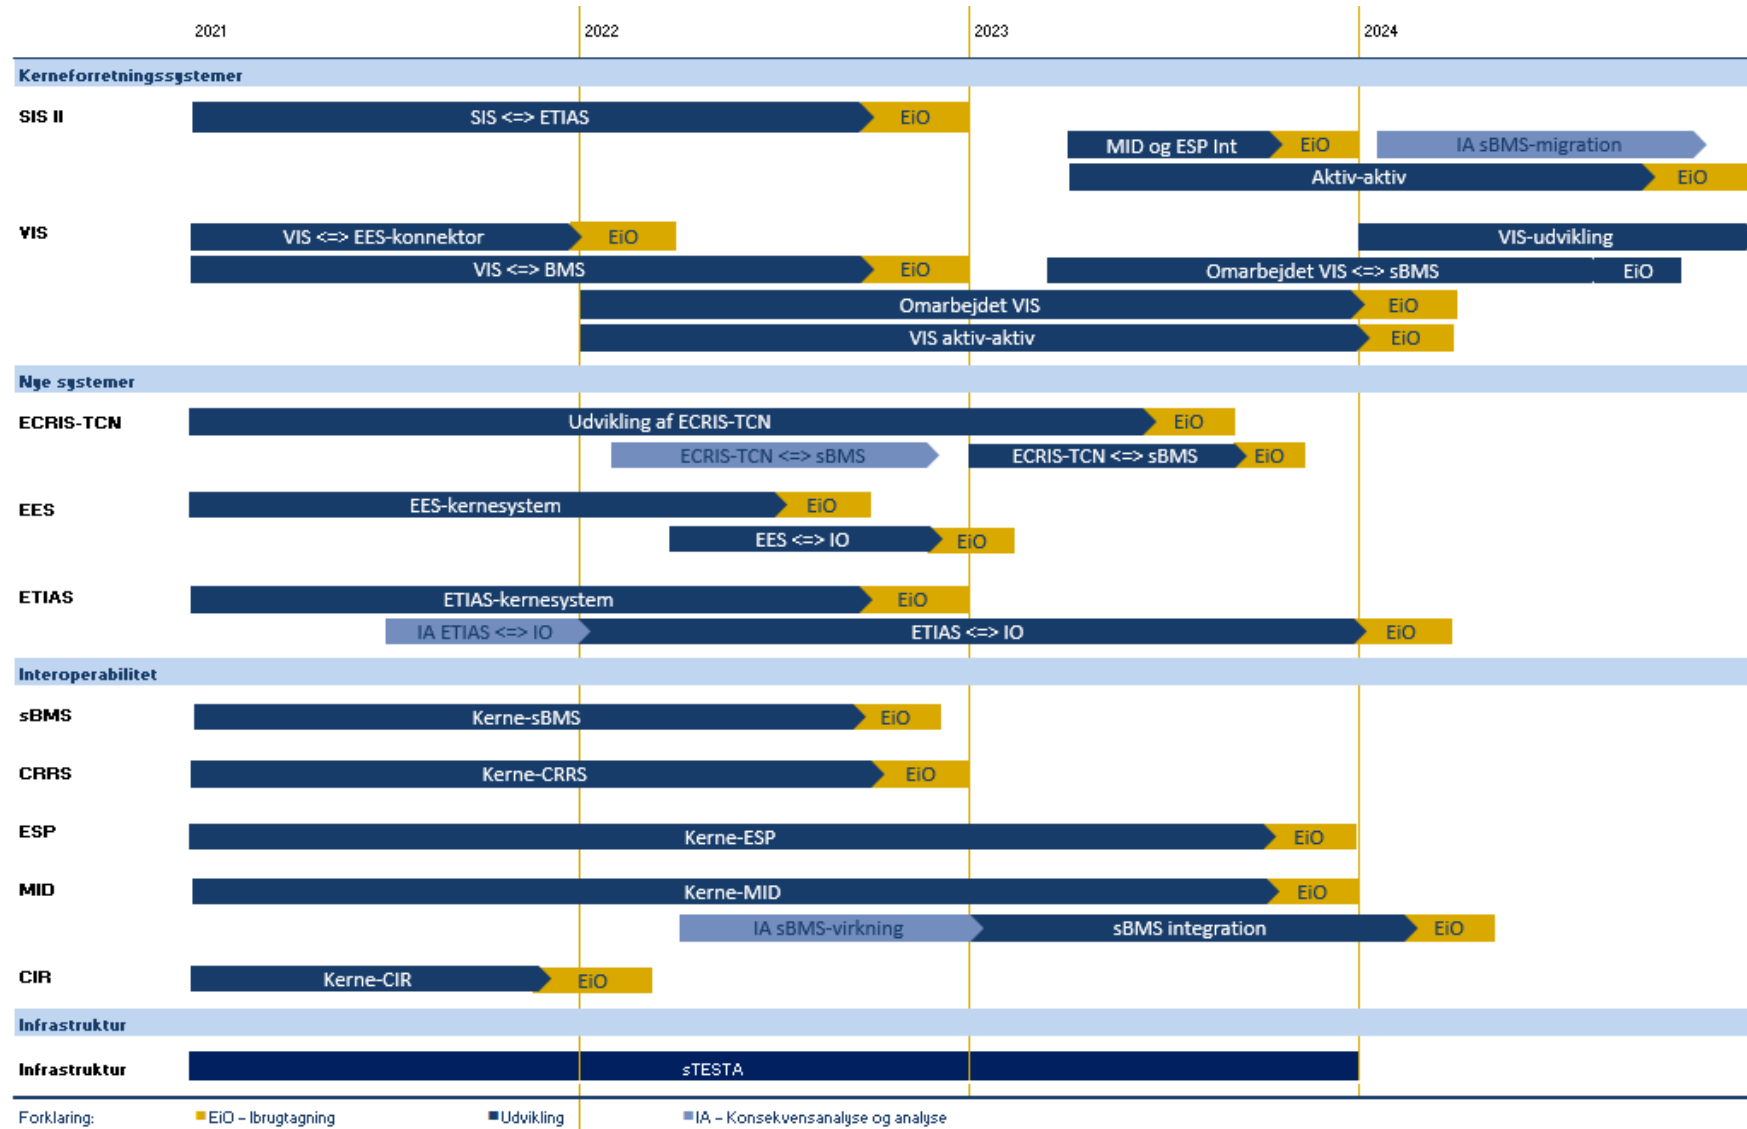 2021 2022 2023 2024
Kerneforretningssystemer
SIS II
SIS <=> ETIAS EiO
MID og ESP Int EiO IA sBMS-migration
Aktiv-aktiv EiO
VIS
VIS <=> EES-konnektor EiO VIS-udvikling
VIS <=> BMS EiO Omarbejdet VIS <=> sBMS EiO
Omarbejdet VIS EiO
VIS aktiv-aktiv EiO
Nye systemer
ECRIS-TCN
Udvikling af ECRIS-TCN EiO
ECRIS-TCN <=> sBMS ECRIS-TCN <=> sBMS EiO
EES
EES-kernesystem EiO
EES <=> IO EiO
ETIAS
ETIAS-kernesystem EiO
IA ETIAS <=> IO ETIAS <=> IO EiO
Interoperabilitet
sBMS
Kerne-sBMS EiO
CRRS
Kerne-CRRS EiO
ESP
Kerne-ESP EiO
MID
Kerne-MID EiO
IA sBMS-virkning sBMS integration EiO
CIR
Kerne-CIR EiO
Infrastruktur
Infrastruktur
sTESTA
Forklaring: EiO – Ibrugtagning Udvikling IA – Konsekvensanalyse og analyse